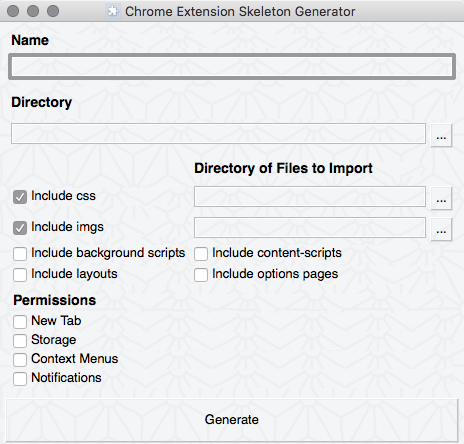 Chrome Extension Skeleton Generator
Name
Directory
...
Directory of Files to Import
Include css
...
Include imgs
...
Include background scripts Include content-scripts
Include layouts Include options pages
Permissions
New Tab
Storage
Context Menus
Notifications
Generate